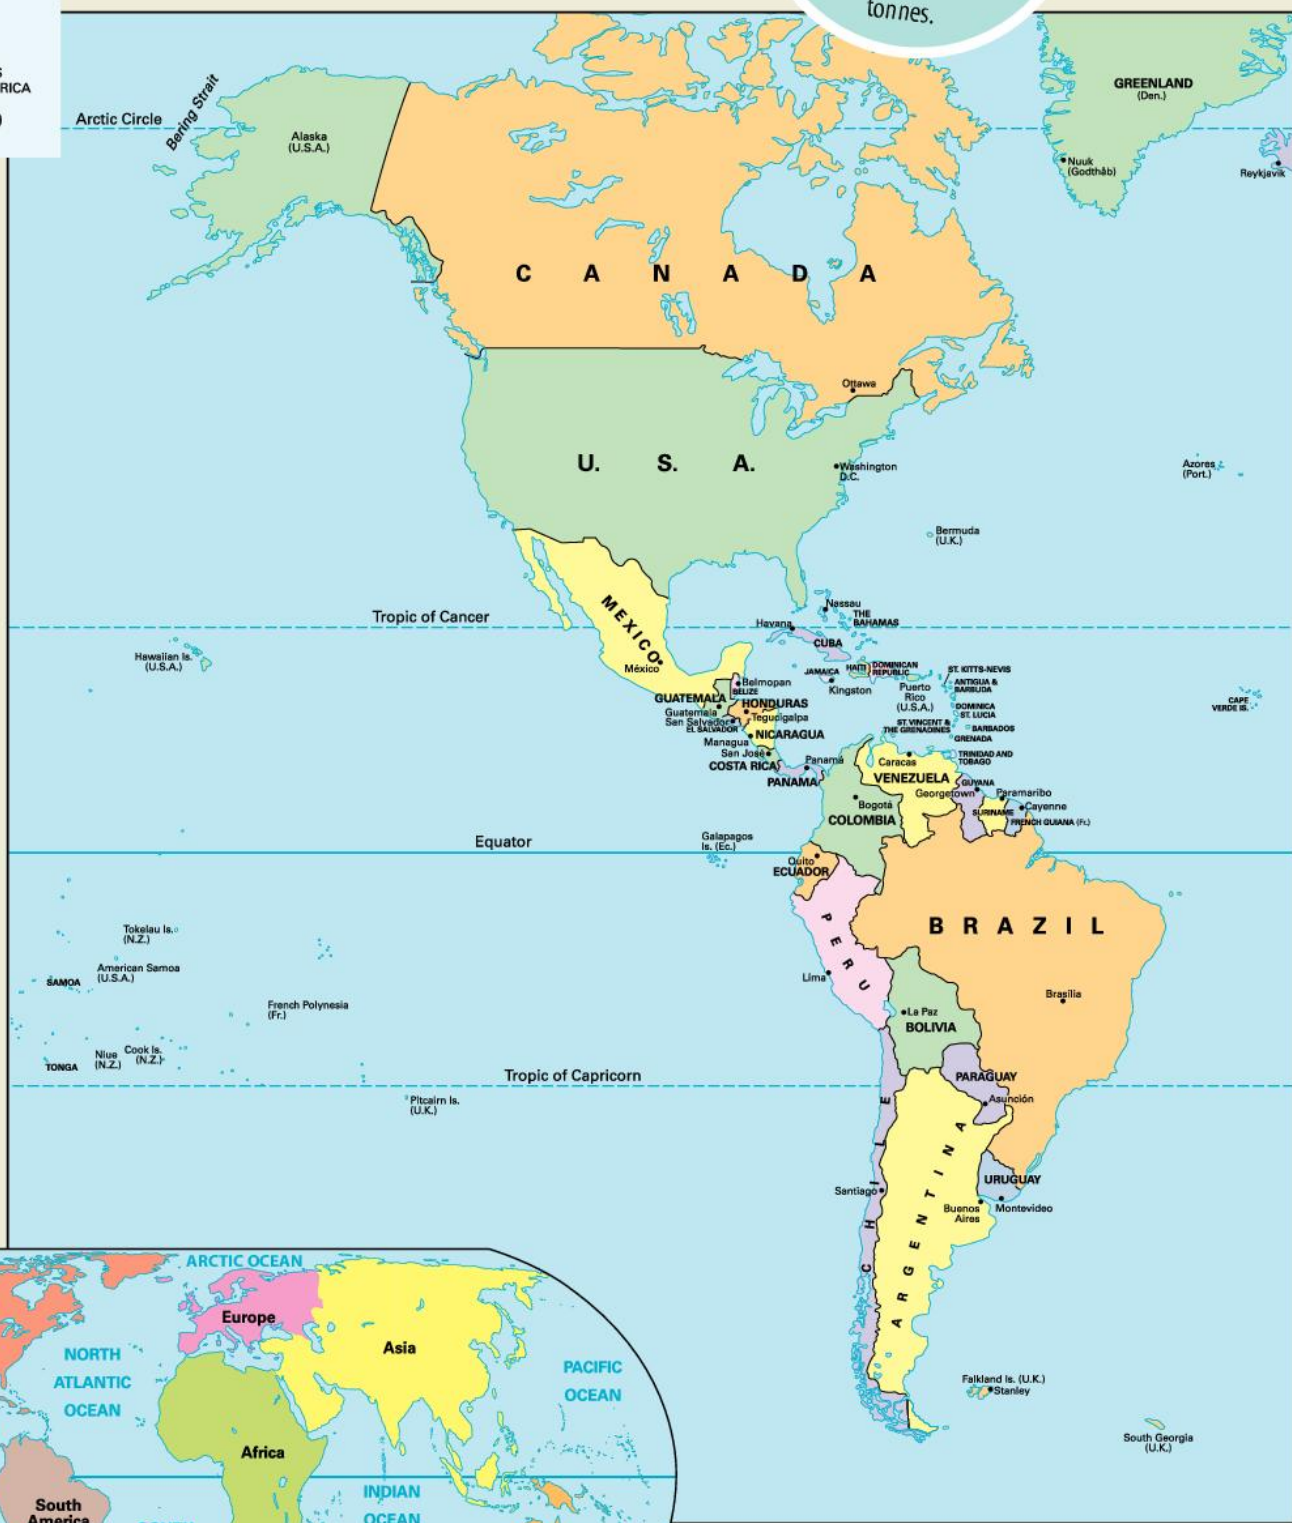 tonnes.
S
RICA
)
Arctic Circle
Bering Strait
Alaska
(U.S.A.)
GREENLAND
(Den.)
Nuuk
(Godthåb)
Reykjavik
C A N A D A
Ottawa
U. S. A.
Washington
D.C.
Azores
(Port.)
Bermuda
(U.K.)
MEXICO
México
Tropic of Cancer
Nassau
THE
BAHAMAS
Havana
CUBA
Hawaiian Is.
(U.S.A.)
JAMAICA
Kingston
HAITI
DOMINICAN
REPUBLIC
Puerto
Rico
(U.S.A.)
ST. KITTS-NEVIS
ANTIGUA &
BARBUDA
DOMINICA
ST. LUCIA
BARBADOS
ST. VINCENT &
THE GRENADINES
GRENADA
TRINIDAD AND
TOBAGO
CAPE
VERDE IS.
Belmopan
BELIZE
GUATEMALA
Guatemala
HONDURAS
Tegucigalpa
San Salvador
EL SALVADOR
NICARAGUA
Managua
San José
COSTA RICA
Panamá
PANAMA
Caracas
VENEZUELA
GUYANA
Georgetown
Paramaribo
SURINAME
Cayenne
FRENCH GUIANA (Fr.)
Bogotá
COLOMBIA
Equator
Galapagos
Is. (Ec.)
Quito
ECUADOR
PERU
Lima
B R A Z I L
Brasília
Tokelau Is.
(N.Z.)
American Samoa
(U.S.A.)
SAMOA
French Polynesia
(Fr.)
TONGA
Niue
(N.Z.)
Cook Is.
(N.Z.)
La Paz
BOLIVIA
Tropic of Capricorn
PARAGUAY
Asunción
Pitcairn Is.
(U.K.)
CHILE
Santiago
ARGENTINA
URUGUAY
Buenos
Aires
Montevideo
Falkland Is. (U.K.)
Stanley
South Georgia
(U.K.)
ARCTIC OCEAN
Europe
Asia
NORTH
ATLANTIC
OCEAN
PACIFIC
OCEAN
Africa
INDIAN
OCEAN
South
America
SOUTH